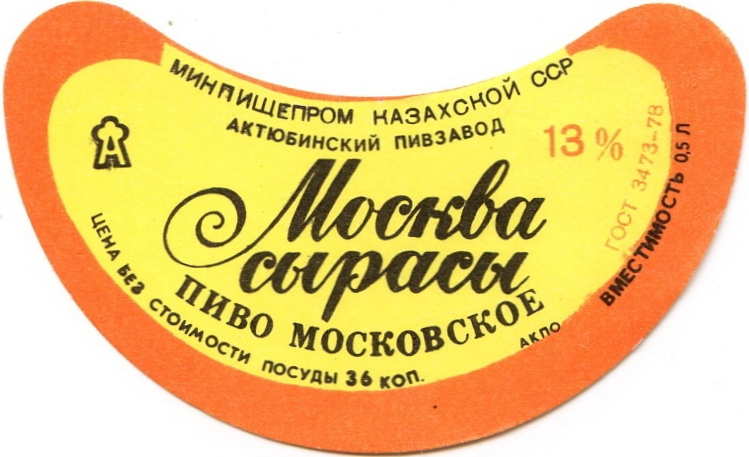 МИНПИЩЕПРОМ КАЗАХСКОЙ ССР
АКТЮБИНСКИЙ ПИВЗАВОД
А
13 %
ГОСТ 3473-78
ВМЕСТИМОСТЬ 0,5 Л
Москва
сырасы
ПИВО МОСКОВСКОЕ
ЦЕНА БЕЗ СТОИМОСТИ ПОСУДЫ 36 КОП.
АКПО